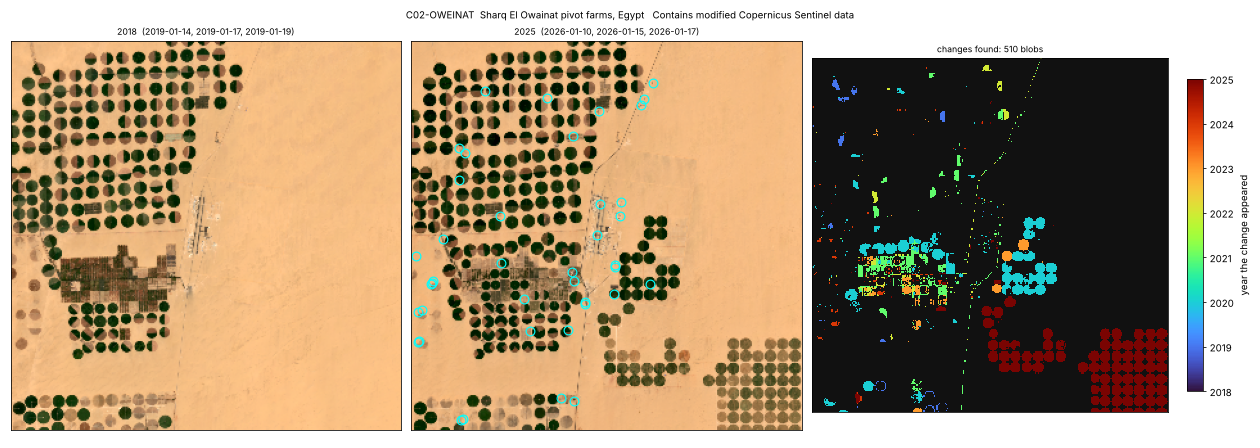 C02-OWEINAT  Sharq El Owainat pivot farms, Egypt   Contains modified Copernicus Sentinel data
2018  (2019-01-14, 2019-01-17, 2019-01-19)
2025  (2026-01-10, 2026-01-15, 2026-01-17)
changes found: 510 blobs
2025
2024
2023
2022
2021
2020
2019
2018
year the change appeared